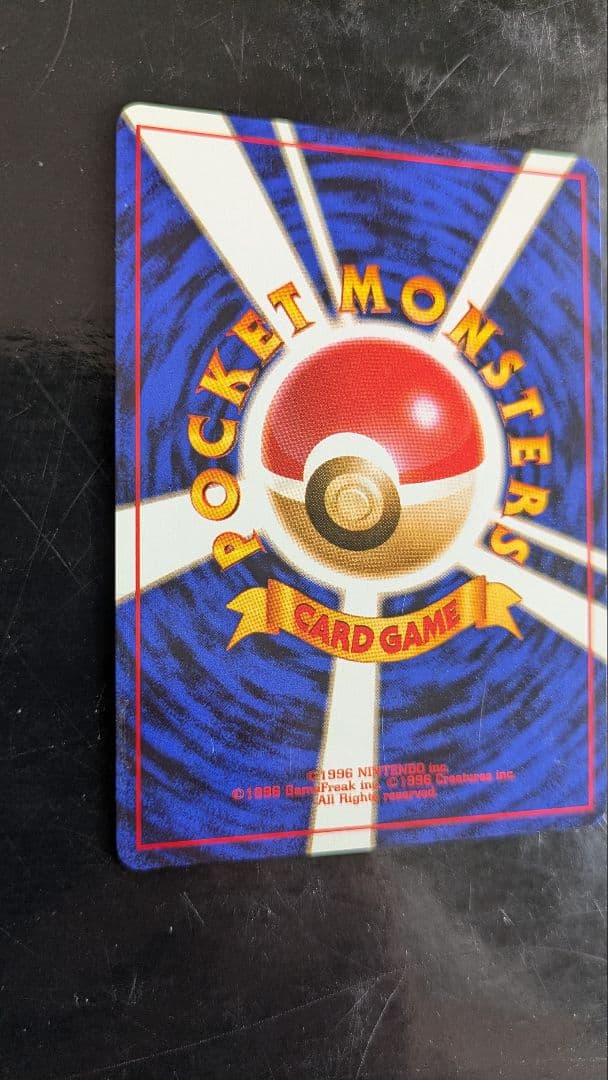 POCKET MONSTERS
CARD GAME
©1996 NINTENDO inc.
©1996 GameFreak inc. ©1996 Creatures inc.
All Rights reserved.